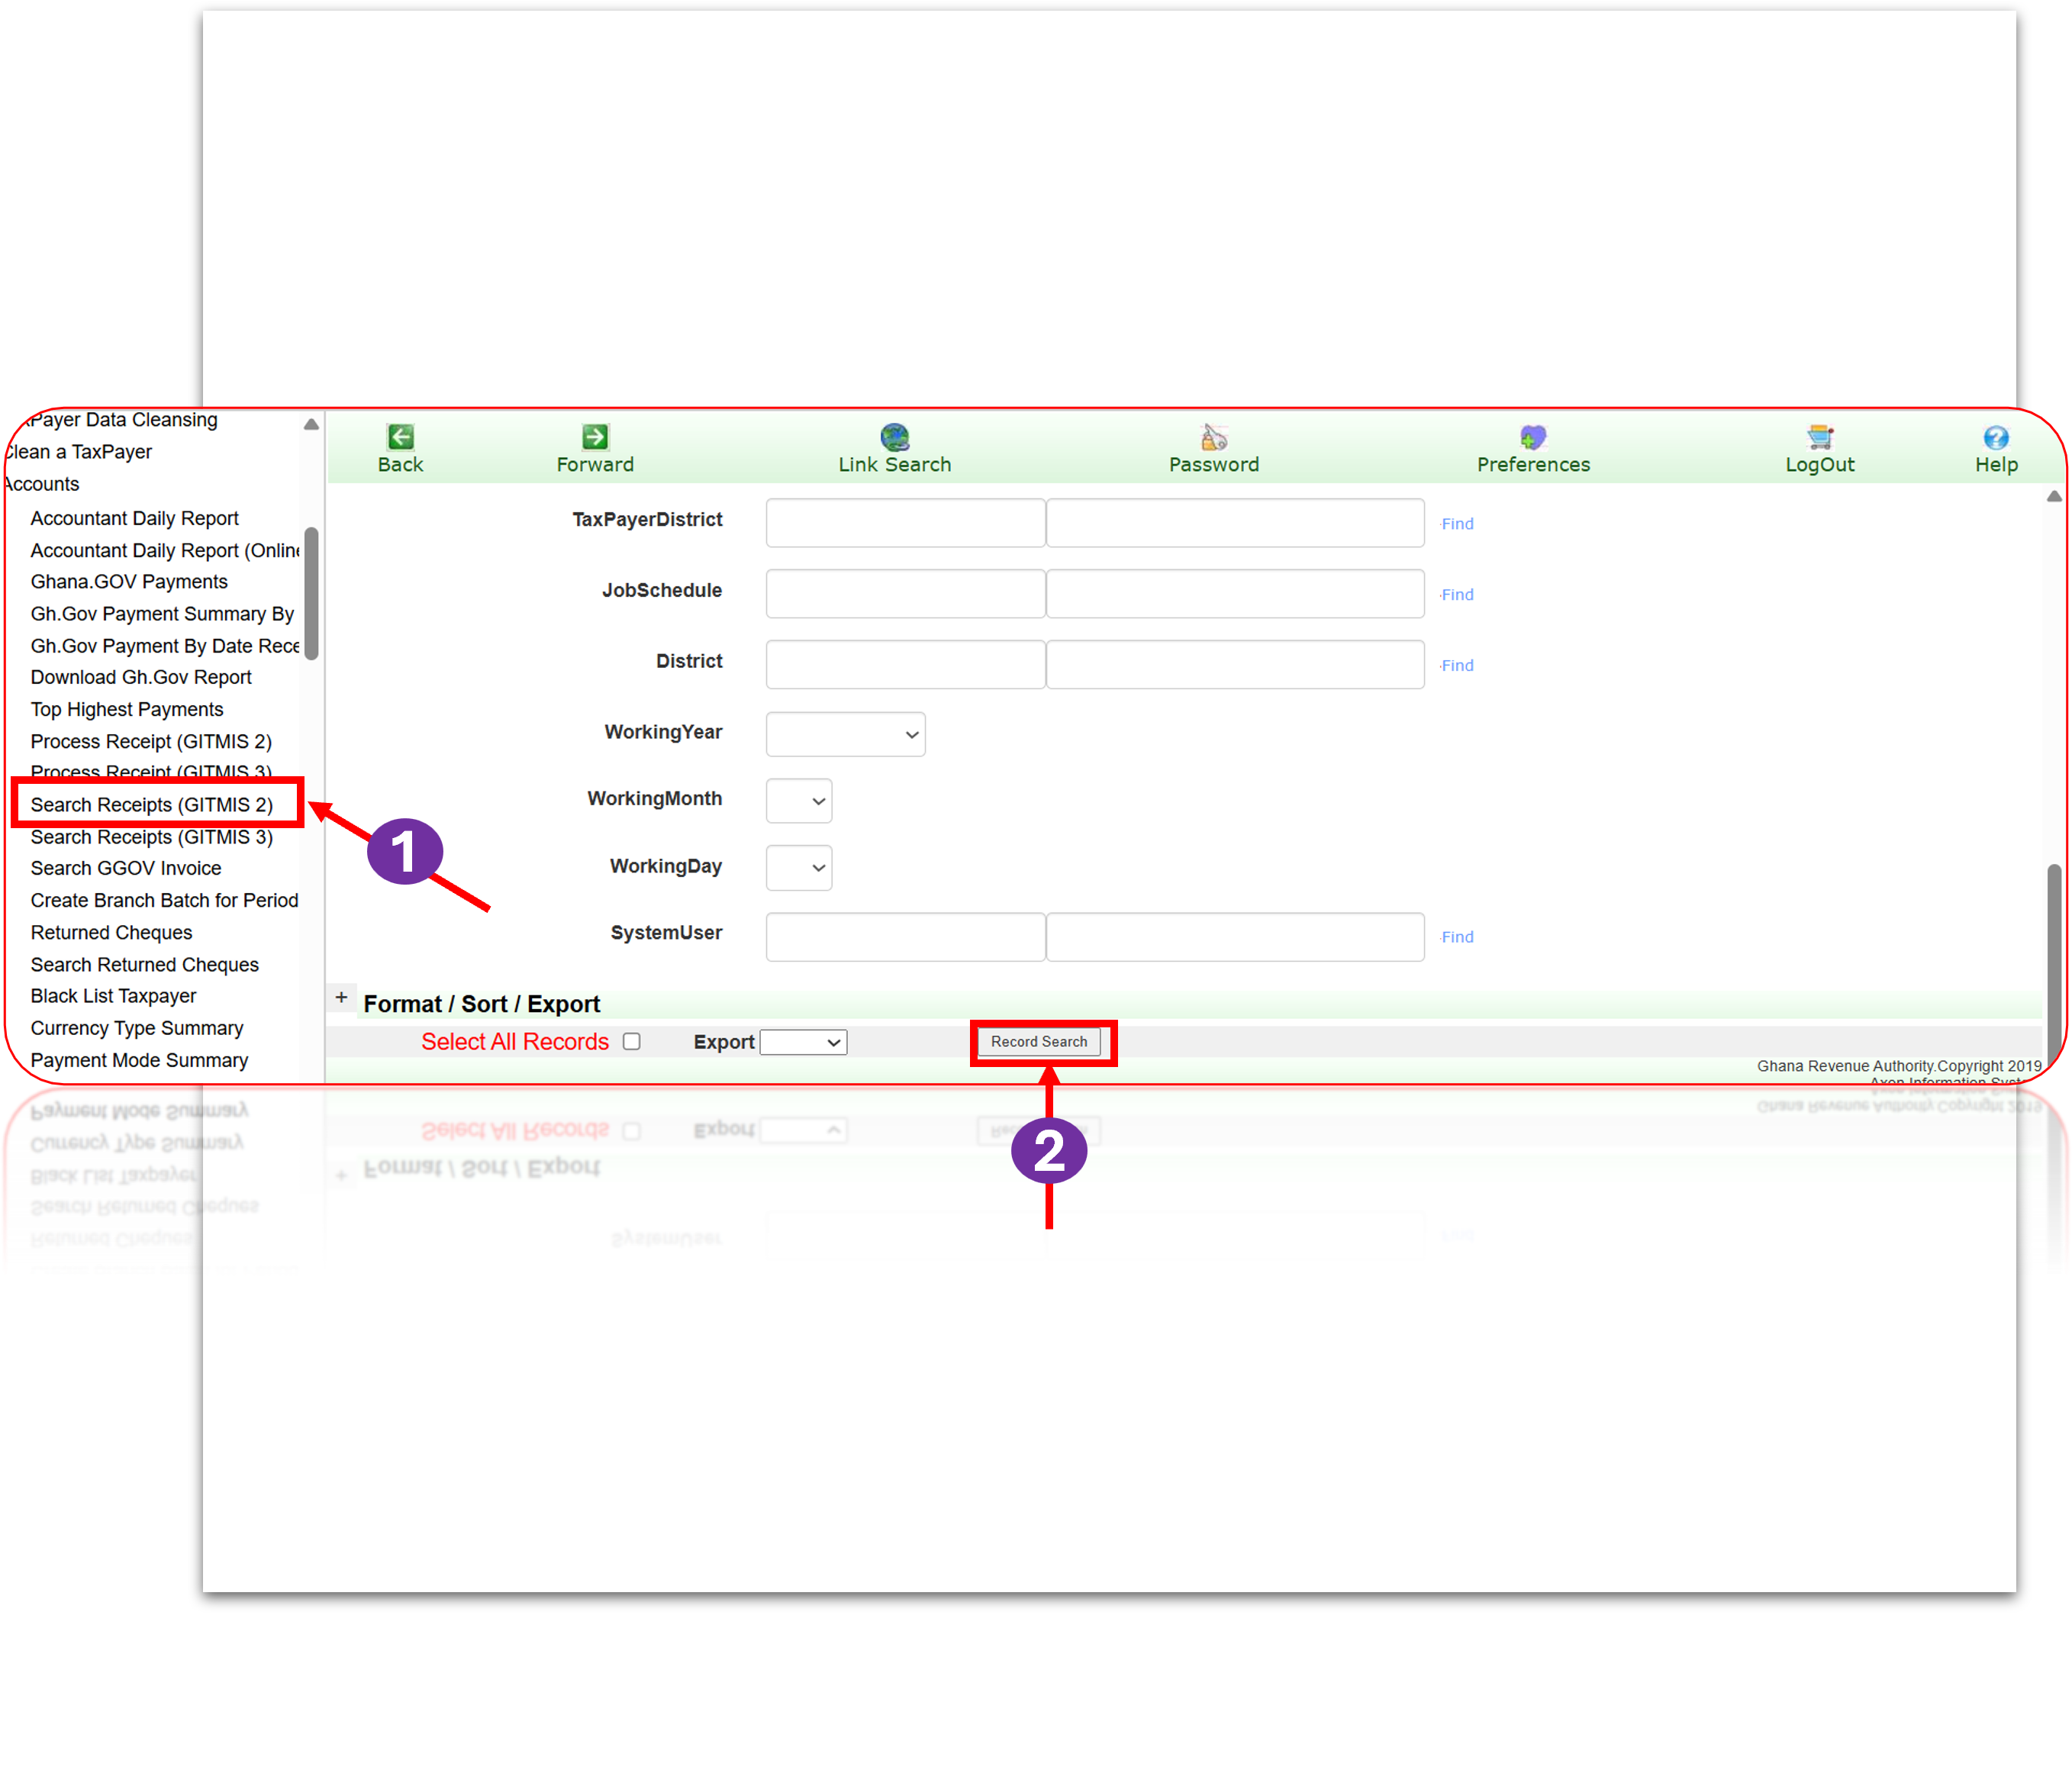 Payer Data Cleansing
Clean a TaxPayer
Accounts
Accountant Daily Report
Accountant Daily Report (Online
Ghana.GOV Payments
Gh.Gov Payment Summary By
Gh.Gov Payment By Date Rece
Download Gh.Gov Report
Top Highest Payments
Process Receipt (GITMIS 2)
Process Receipt (GITMIS 3)
Search Receipts (GITMIS 2)
Search Receipts (GITMIS 3)
Search GGOV Invoice
Create Branch Batch for Period
Returned Cheques
Search Returned Cheques
Black List Taxpayer
Currency Type Summary
Payment Mode Summary
1
Back Forward Link Search Password Preferences LogOut Help
TaxPayerDistrict Find
JobSchedule Find
District Find
WorkingYear
WorkingMonth
WorkingDay
SystemUser Find
+ Format / Sort / Export
Select All Records Export Record Search
Ghana Revenue Authority.Copyright 2019
Axon Information Syst
2